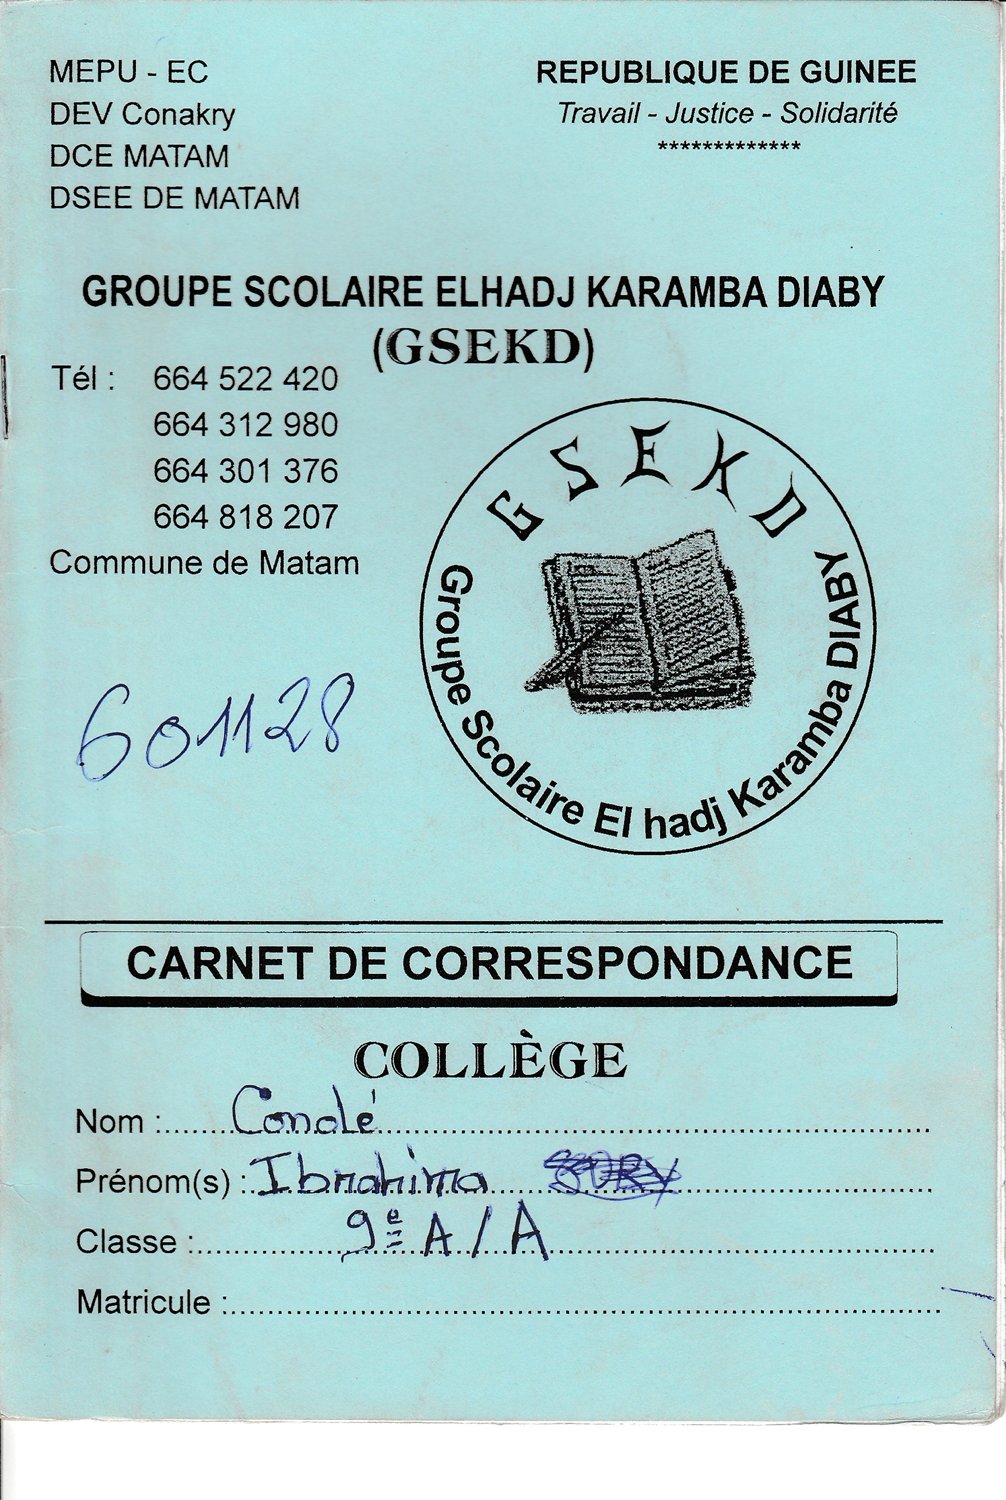 MEPU - EC
DEV Conakry
DCE MATAM
DSEE DE MATAM
REPUBLIQUE DE GUINEE
Travail - Justice - Solidarité
*************
GROUPE SCOLAIRE ELHADJ KARAMBA DIABY
(GSEKD)
Tél : 664 522 420
664 312 980
664 301 376
664 818 207
Commune de Matam
GSEKD
Groupe Scolaire El hadj Karamba DIABY
601128
CARNET DE CORRESPONDANCE
COLLÈGE
Nom : Condé
Prénom(s) : Ibrahima
Classe : 9e A / A
Matricule :